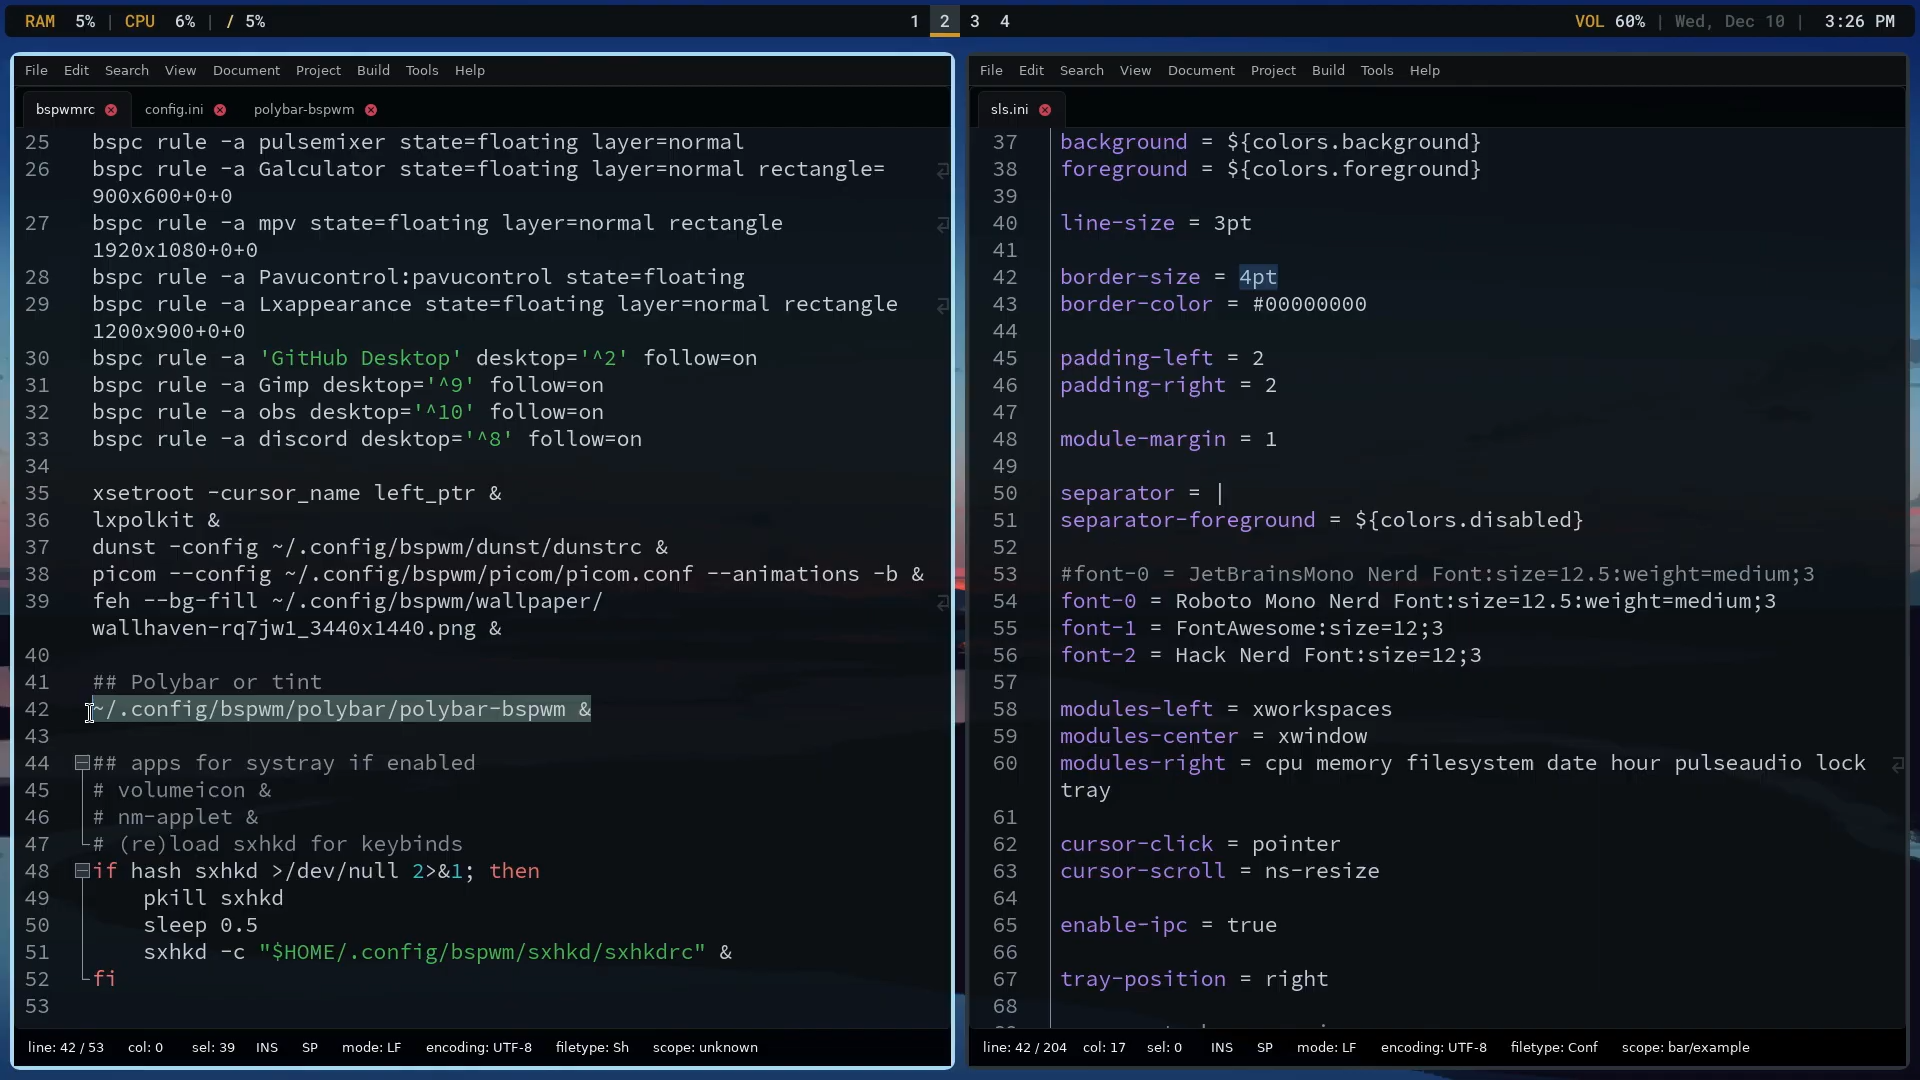 RAM 5% | CPU 6% | / 5%
1 2 3 4
VOL 60% | Wed, Dec 10 | 3:26 PM
File Edit Search View Document Project Build Tools Help
bspwmrc config.ini polybar-bspwm
25 bspc rule -a pulsemixer state=floating layer=normal
26 bspc rule -a Galculator state=floating layer=normal rectangle=
900x600+0+0
27 bspc rule -a mpv state=floating layer=normal rectangle
1920x1080+0+0
28 bspc rule -a Pavucontrol:pavucontrol state=floating
29 bspc rule -a Lxappearance state=floating layer=normal rectangle
1200x900+0+0
30 bspc rule -a 'GitHub Desktop' desktop='^2' follow=on
31 bspc rule -a Gimp desktop='^9' follow=on
32 bspc rule -a obs desktop='^10' follow=on
33 bspc rule -a discord desktop='^8' follow=on
34
35 xsetroot -cursor_name left_ptr &
36 lxpolkit &
37 dunst -config ~/.config/bspwm/dunst/dunstrc &
38 picom --config ~/.config/bspwm/picom/picom.conf --animations -b &
39 feh --bg-fill ~/.config/bspwm/wallpaper/
wallhaven-rq7jw1_3440x1440.png &
40
41 ## Polybar or tint
42 ~/.config/bspwm/polybar/polybar-bspwm &
43
44 ## apps for systray if enabled
45 # volumeicon &
46 # nm-applet &
47 # (re)load sxhkd for keybinds
48 if hash sxhkd >/dev/null 2>&1; then
49 pkill sxhkd
50 sleep 0.5
51 sxhkd -c "$HOME/.config/bspwm/sxhkd/sxhkdrc" &
52 fi
53
line: 42 / 53 col: 0 sel: 39 INS SP mode: LF encoding: UTF-8 filetype: Sh scope: unknown
File Edit Search View Document Project Build Tools Help
sls.ini
37 background = ${colors.background}
38 foreground = ${colors.foreground}
39
40 line-size = 3pt
41
42 border-size = 4pt
43 border-color = #00000000
44
45 padding-left = 2
46 padding-right = 2
47
48 module-margin = 1
49
50 separator = |
51 separator-foreground = ${colors.disabled}
52
53 #font-0 = JetBrainsMono Nerd Font:size=12.5:weight=medium;3
54 font-0 = Roboto Mono Nerd Font:size=12.5:weight=medium;3
55 font-1 = FontAwesome:size=12;3
56 font-2 = Hack Nerd Font:size=12;3
57
58 modules-left = xworkspaces
59 modules-center = xwindow
60 modules-right = cpu memory filesystem date hour pulseaudio lock
tray
61
62 cursor-click = pointer
63 cursor-scroll = ns-resize
64
65 enable-ipc = true
66
67 tray-position = right
68
line: 42 / 204 col: 17 sel: 0 INS SP mode: LF encoding: UTF-8 filetype: Conf scope: bar/example